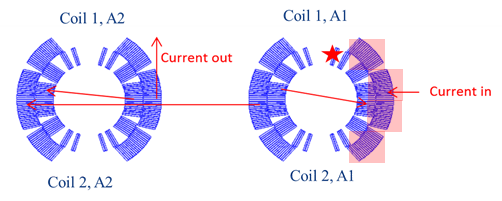 Coil 1, A2
Coil 1, A1
Current out
Current in
Coil 2, A2
Coil 2, A1